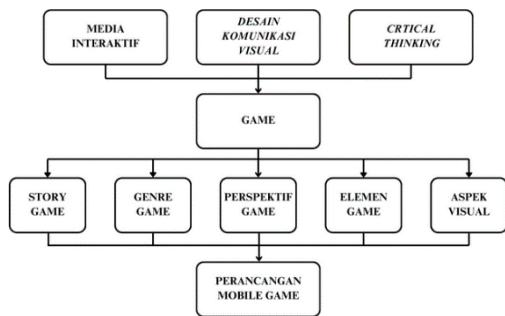 MEDIA
INTERAKTIF
DESAIN
KOMUNIKASI
VISUAL
CRTICAL
THINKING
GAME
STORY
GAME
GENRE
GAME
PERSPEKTIF
GAME
ELEMEN
GAME
ASPEK
VISUAL
PERANCANGAN
MOBILE GAME